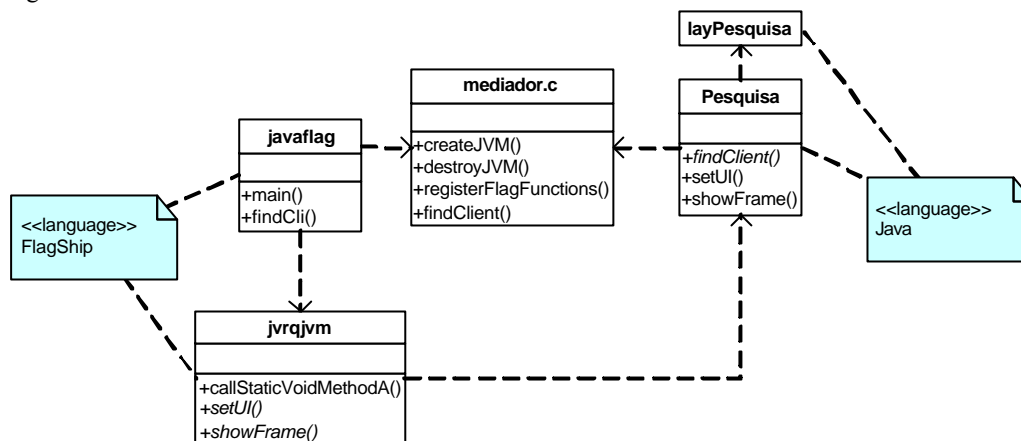 layPesquisa
mediador.c
+createJVM()
+destroyJVM()
+registerFlagFunctions()
+findClient()
Pesquisa
+findClient()
+setUI()
+showFrame()
javaflag
+main()
+findCli()
<<language>>
FlagShip
<<language>>
Java
jvrqjvm
+callStaticVoidMethodA()
+setUI()
+showFrame()